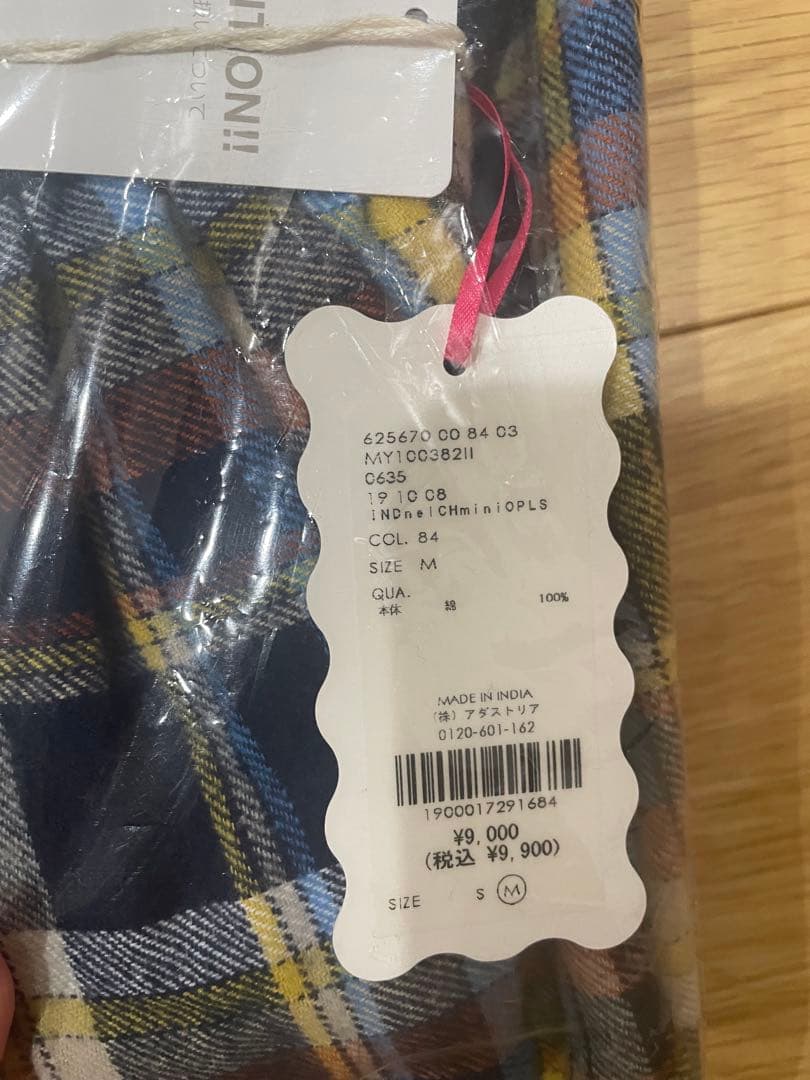 625670 00 84 03
MY10038211
0635
19 10 08
INDnelCHminiOPLS
COL. 84
SIZE M
QUA.
本体 綿 100%
MADE IN INDIA
(株) アダストリア
0120-601-162
1900017291684
¥9,000
(税込 ¥9,900)
SIZE S M